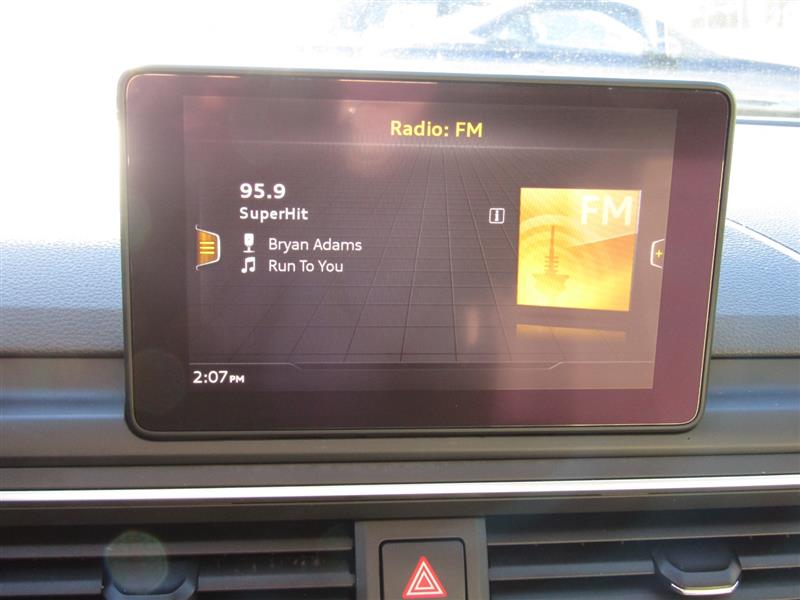 Radio: FM
95.9
SuperHit
i
FM
Bryan Adams
Run To You
2:07PM